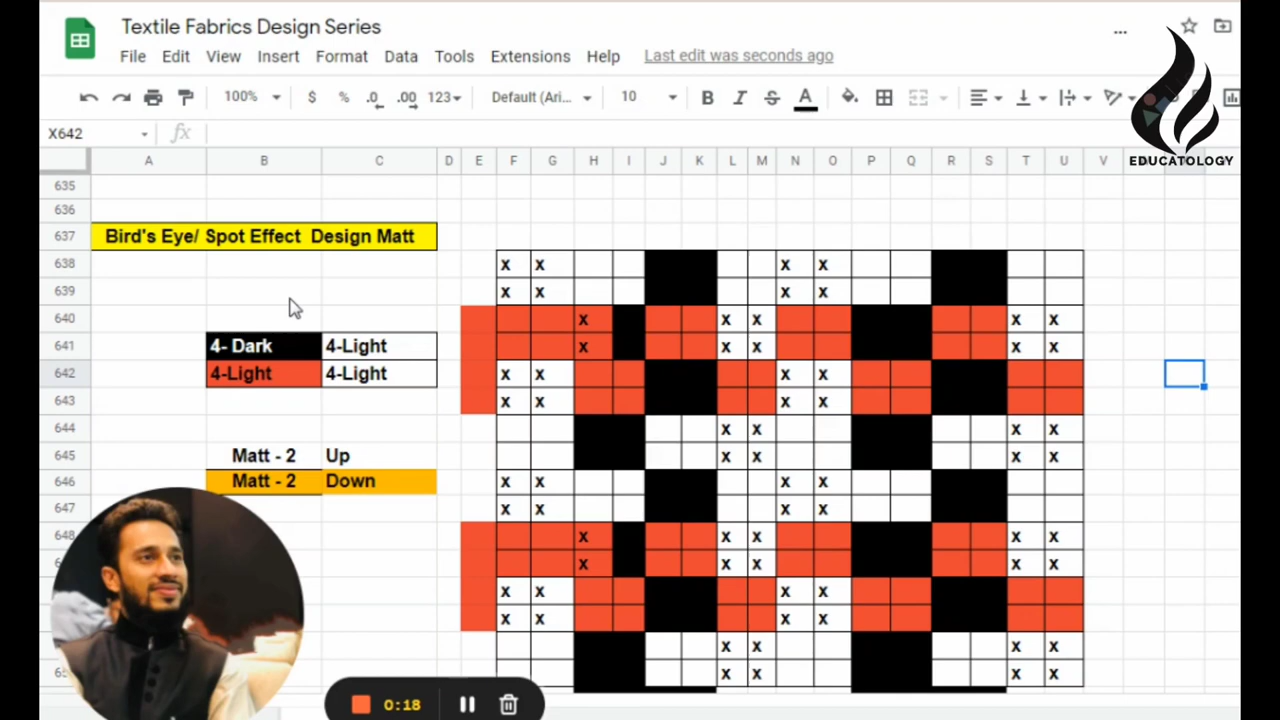 Textile Fabrics Design Series
File Edit View Insert Format Data Tools Extensions Help Last edit was seconds ago
100% $ % .0 .00 123 Default (Ari... 10 B I S A
EDUCATOLOGY
X642 fx
A B C D E F G H I J K L M N O P Q R S T U V
635
636
637 Bird's Eye/ Spot Effect Design Matt
638 x x x x
639 x x x x
640 x x x x x
641 4- Dark 4-Light x x x x x
642 4-Light 4-Light x x x x
643 x x x x
644 x x x x
645 Matt - 2 Up x x x x
646 Matt - 2 Down x x x x
647 x x x x
648 x x x x x
x x x x x
x x x x
x x x x
x x x x
x x x x
0:18